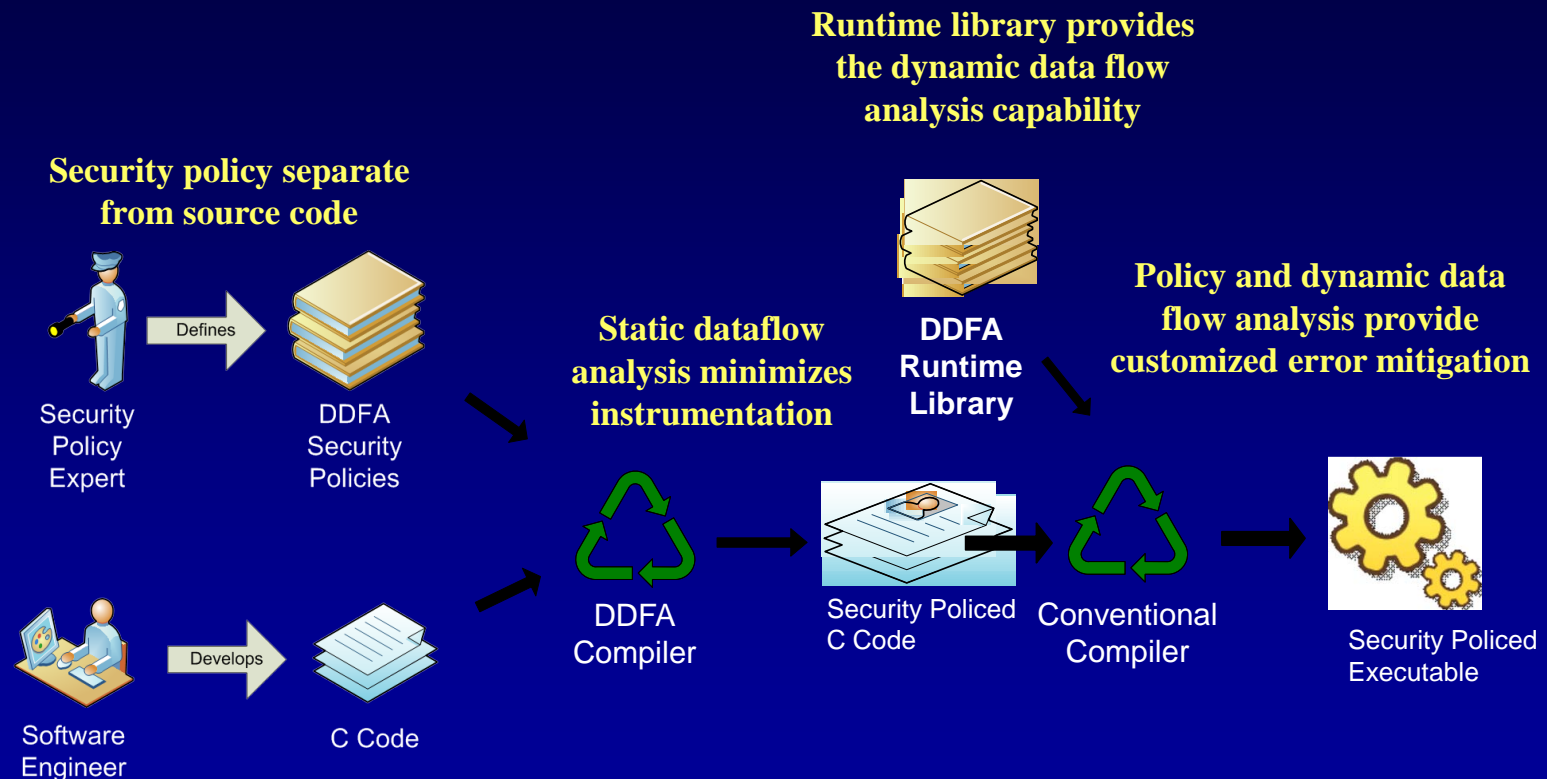 Runtime library provides
the dynamic data flow
analysis capability
Security policy separate
from source code
Defines
Security
Policy
Expert
DDFA
Security
Policies
Static dataflow
analysis minimizes
instrumentation
DDFA
Runtime
Library
Policy and dynamic data
flow analysis provide
customized error mitigation
Develops
Software
Engineer
C Code
DDFA
Compiler
Security Policed
C Code
Conventional
Compiler
Security Policed
Executable